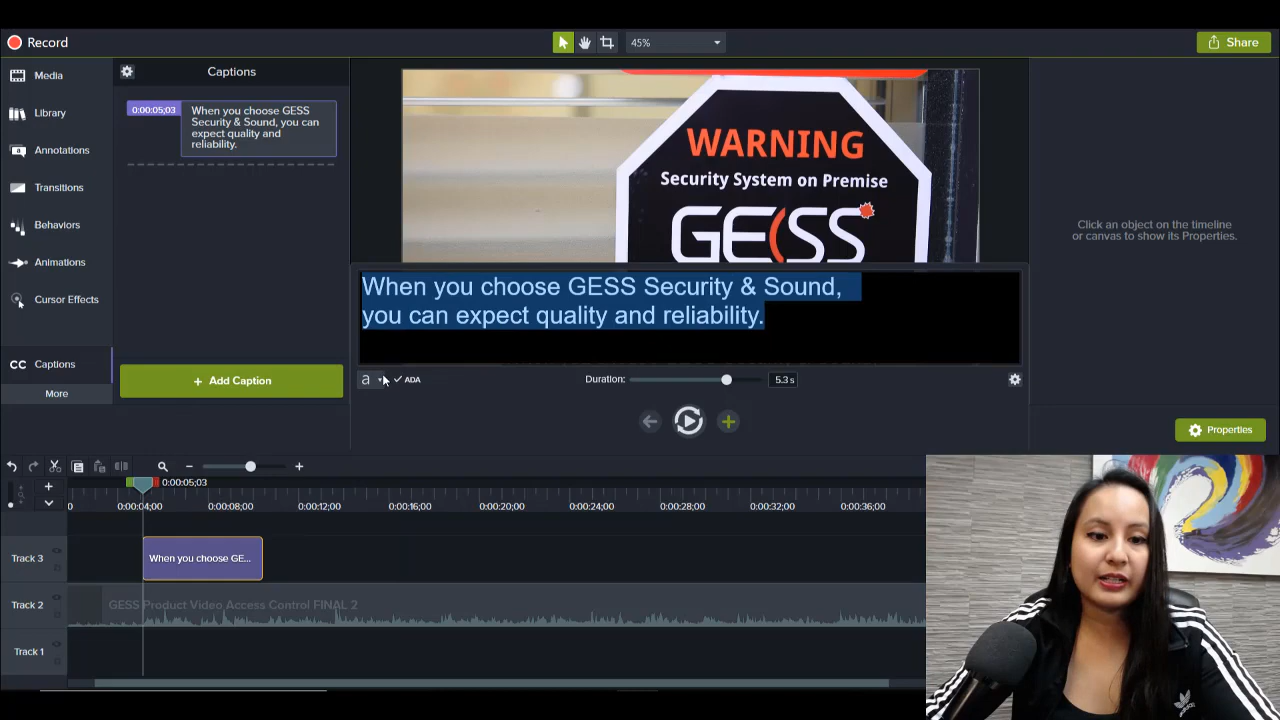 Record
45%
Share
Media
Library
Annotations
Transitions
Behaviors
Animations
Cursor Effects
CC Captions
More
Captions
0:00:05;03
When you choose GESS
Security & Sound, you can
expect quality and
reliability.
+ Add Caption
WARNING
Security System on Premise
GESS
When you choose GESS Security & Sound,
you can expect quality and reliability.
a ADA
Duration:
5.3 s
Click an object on the timeline
or canvas to show its Properties.
Properties
0:00:05;03
0
0:00:04;00
0:00:08;00
0:00:12;00
0:00:16;00
0:00:20;00
0:00:24;00
0:00:28;00
0:00:32;00
0:00:36;00
Track 3
When you choose GE...
Track 2
GESS Product Video Access Control FINAL 2
Track 1